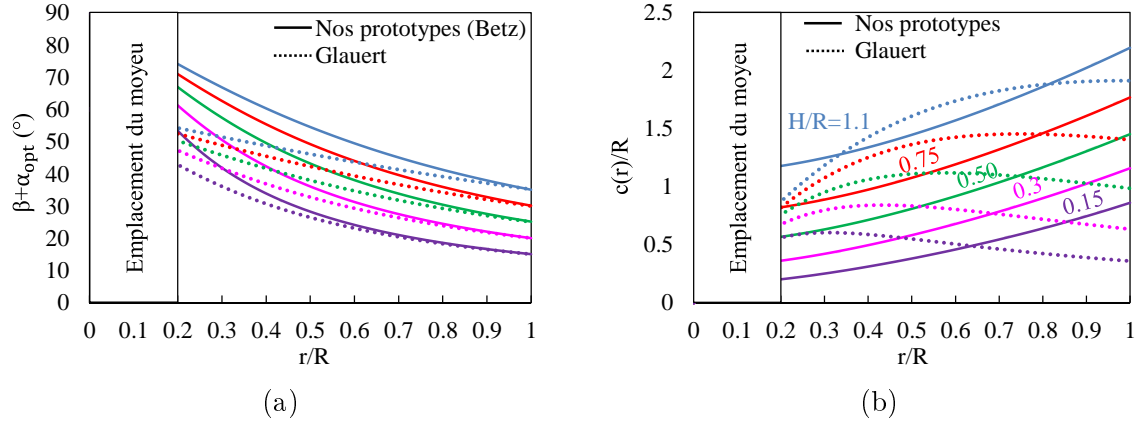 90
80
70
60
50
40
30
20
10
0
β+α_opt (°)
Emplacement du moyeu
Nos prototypes (Betz)
Glauert
0 0.1 0.2 0.3 0.4 0.5 0.6 0.7 0.8 0.9 1
r/R
(a)
2.5
2
1.5
1
0.5
0
c(r)/R
Emplacement du moyeu
Nos prototypes
Glauert
H/R=1.1
0.75
0.50
0.3
0.15
0 0.1 0.2 0.3 0.4 0.5 0.6 0.7 0.8 0.9 1
r/R
(b)